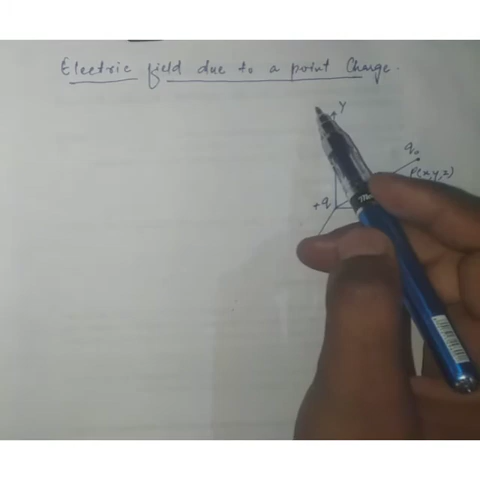 Electric field due to a point Charge.
Y
q₀
P(x,y,z)
+q